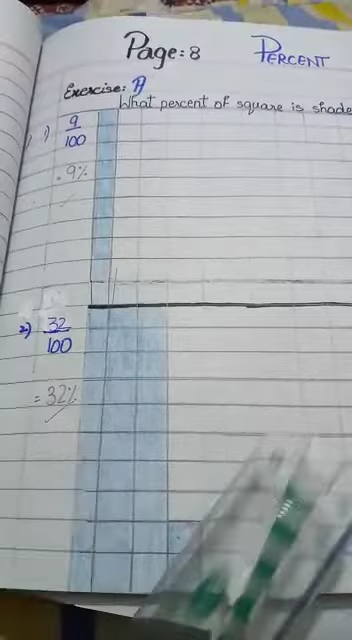 Page:8 PERCENT
Exercise: A
What percent of square is shade
1) 9/100
= 9%
2) 32/100
= 32%